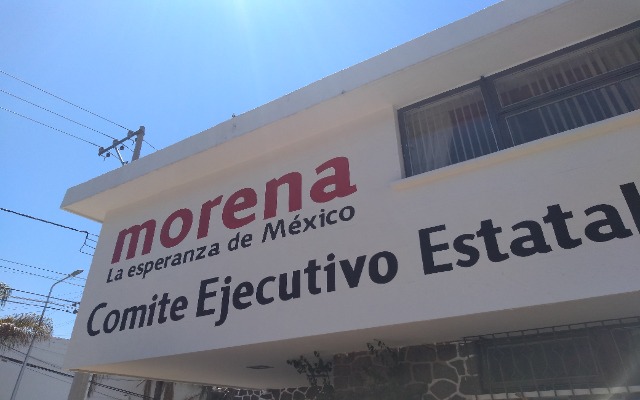 morena
La esperanza de México
Comite Ejecutivo Estatal